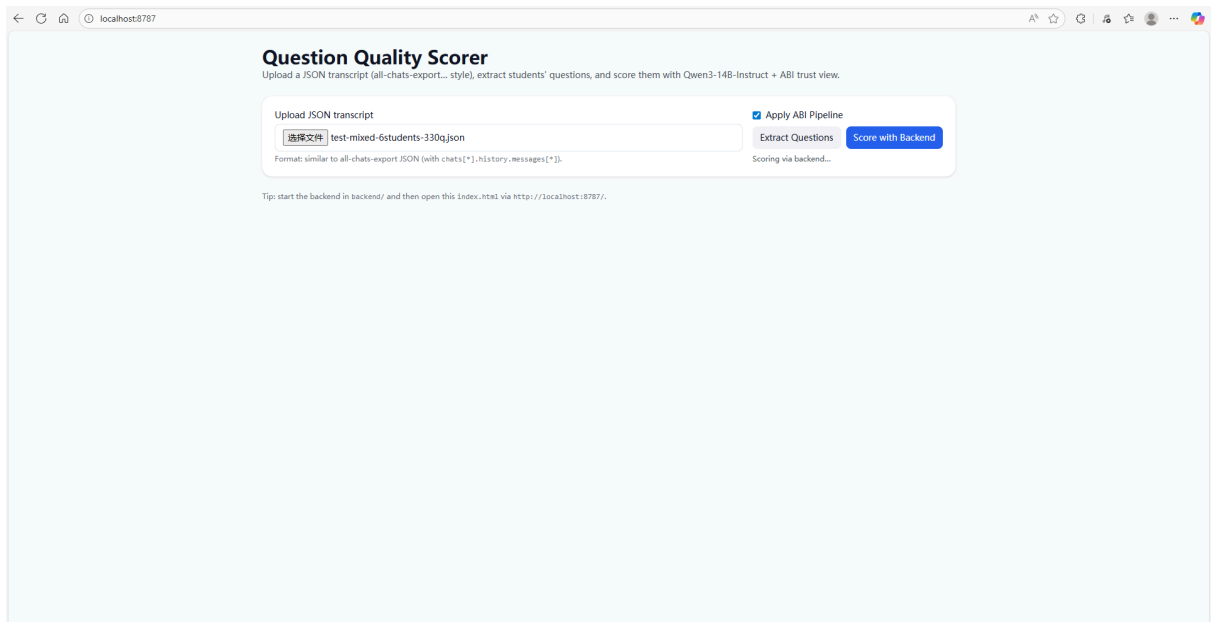 localhost:8787
Question Quality Scorer
Upload a JSON transcript (all-chats-export... style), extract students' questions, and score them with Qwen3-14B-Instruct + ABI trust view.
Upload JSON transcript
选择文件 test-mixed-6students-330q.json
Format: similar to all-chats-export JSON (with chats[*].history.messages[*]).
Apply ABI Pipeline
Extract Questions Score with Backend
Scoring via backend...
Tip: start the backend in backend/ and then open this index.html via http://localhost:8787/.